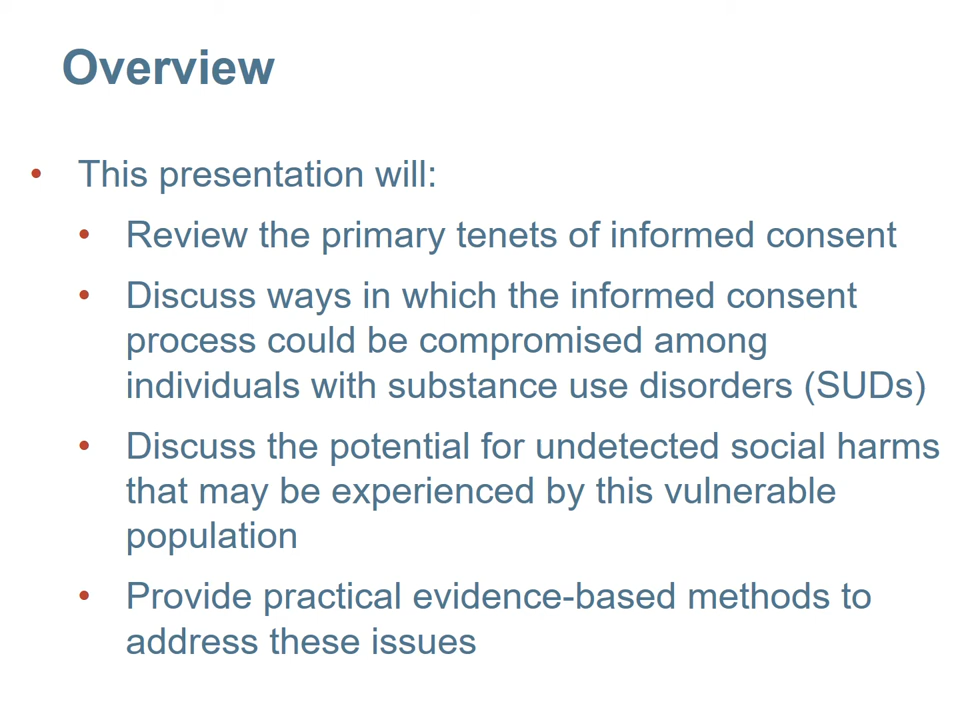 Overview
• This presentation will:
• Review the primary tenets of informed consent
• Discuss ways in which the informed consent
process could be compromised among
individuals with substance use disorders (SUDs)
• Discuss the potential for undetected social harms
that may be experienced by this vulnerable
population
• Provide practical evidence-based methods to
address these issues